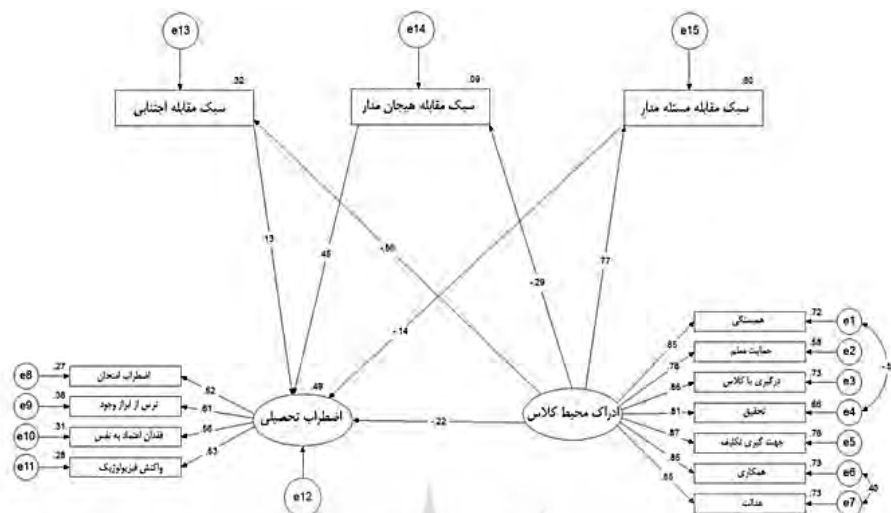 e13
e14
e15
.32
.09
.60
سبک مقابله اجتنابی
سبک مقابله هیجان مدار
سبک مقابله مسئله مدار
.13
.45
-.56
-.29
.77
-.14
-.22
e8
.27
اضطراب امتحان
.52
e9
.38
ترس از ابراز وجود
.61
e10
.31
فقدان اعتماد به نفس
.56
e11
.28
واکنش فیزیولوژیک
.53
.49
اضطراب تحصیلی
e12
ادراک محیط کلاس
.85
همبستگی
.72
e1
.76
حمایت معلم
.58
e2
.86
درگیری با کلاس
.73
e3
.81
تحقیق
.66
e4
.87
جهت گیری تکلیف
.76
e5
.85
همکاری
.73
e6
.85
عدالت
.73
e7
.40